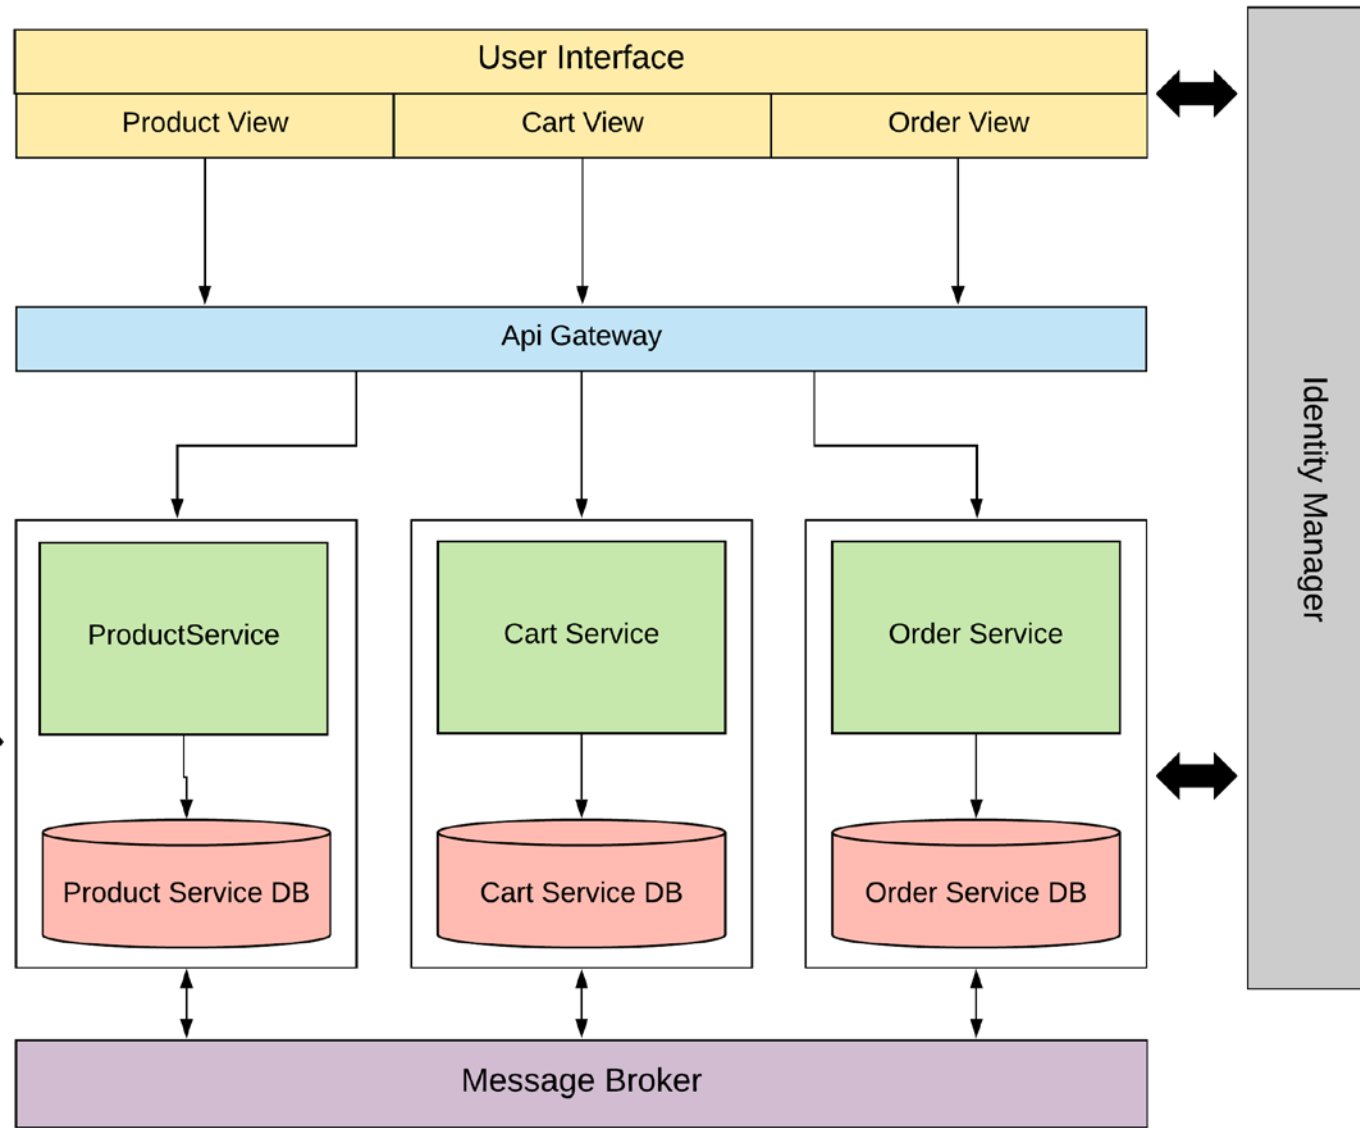 User Interface
Product View
Cart View
Order View
Api Gateway
Identity Manager
ProductService
Cart Service
Order Service
Product Service DB
Cart Service DB
Order Service DB
Message Broker